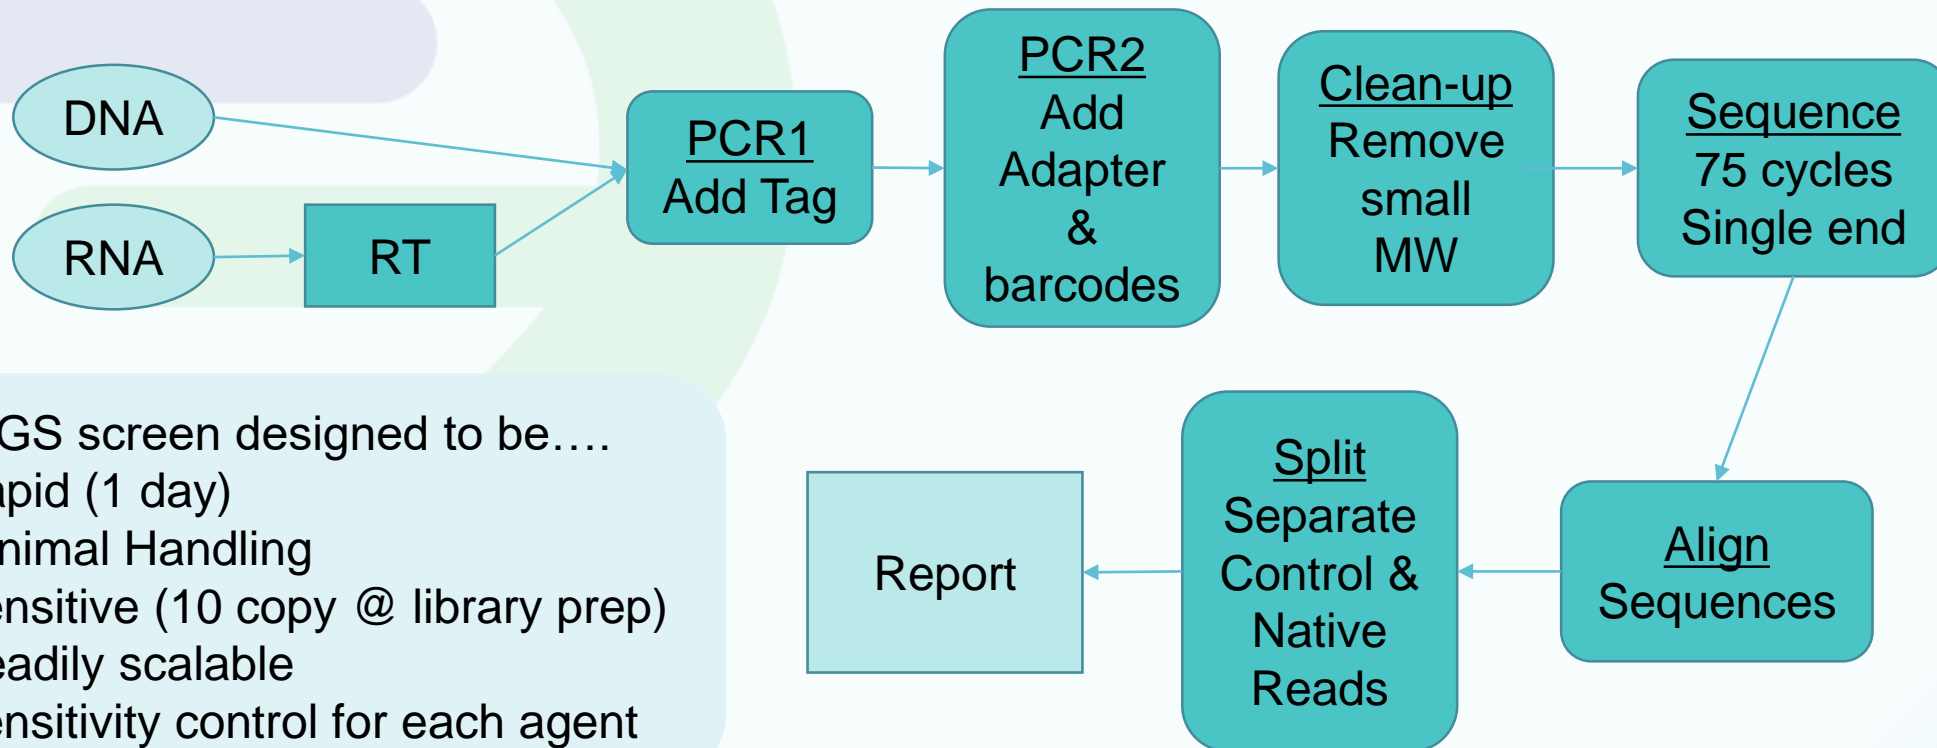 DNA
RNA
RT
PCR1
Add Tag
PCR2
Add
Adapter
&
barcodes
Clean-up
Remove
small
MW
Sequence
75 cycles
Single end
Align
Sequences
Split
Separate
Control &
Native
Reads
Report
GS screen designed to be….
apid (1 day)
nimal Handling
ensitive (10 copy @ library prep)
eadily scalable
ensitivity control for each agent